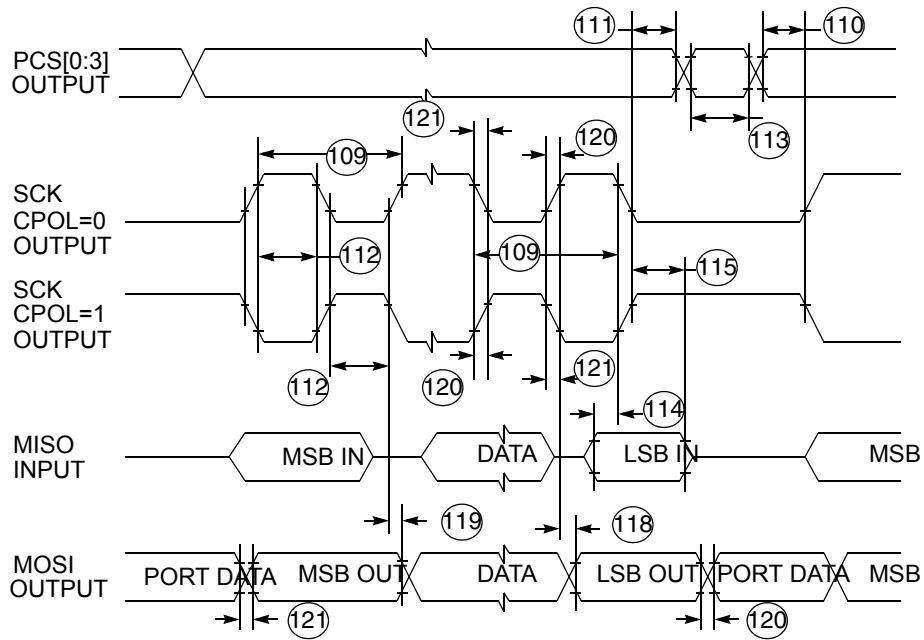 111
110
PCS[0:3]
OUTPUT
121
120
113
109
SCK
CPOL=0
OUTPUT
112
109
115
SCK
CPOL=1
OUTPUT
112
120
121
114
MISO
INPUT
MSB IN
DATA
LSB IN
MSB
119
118
MOSI
OUTPUT
PORT DATA
MSB OUT
DATA
LSB OUT
PORT DATA
MSB
121
120